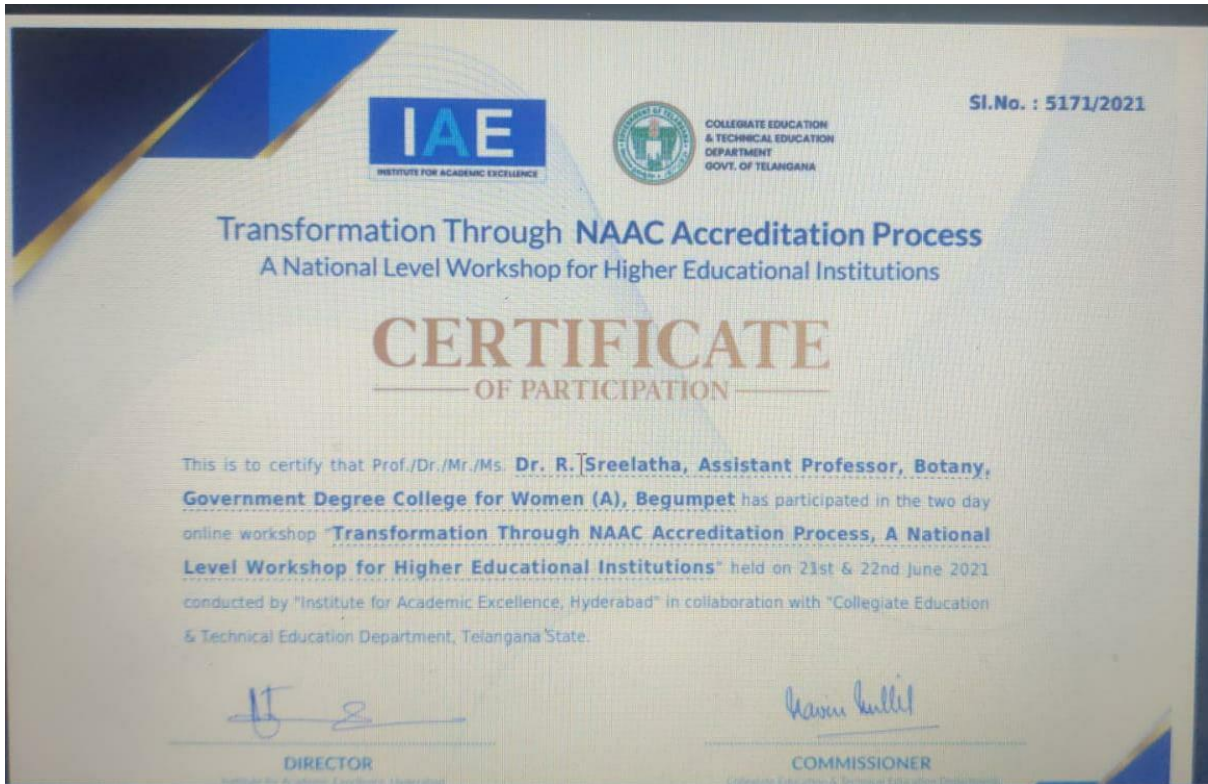 Sl.No. : 5171/2021
IAE
INSTITUTE FOR ACADEMIC EXCELLENCE
COLLEGIATE EDUCATION
& TECHNICAL EDUCATION
DEPARTMENT
GOVT. OF TELANGANA
Transformation Through NAAC Accreditation Process
A National Level Workshop for Higher Educational Institutions
CERTIFICATE
OF PARTICIPATION
This is to certify that Prof./Dr./Mr./Ms. Dr. R. Sreelatha, Assistant Professor, Botany,
Government Degree College for Women (A), Begumpet has participated in the two day
online workshop "Transformation Through NAAC Accreditation Process, A National
Level Workshop for Higher Educational Institutions" held on 21st & 22nd June 2021
conducted by "Institute for Academic Excellence, Hyderabad" in collaboration with "Collegiate Education
& Technical Education Department, Telangana State.
DIRECTOR
COMMISSIONER